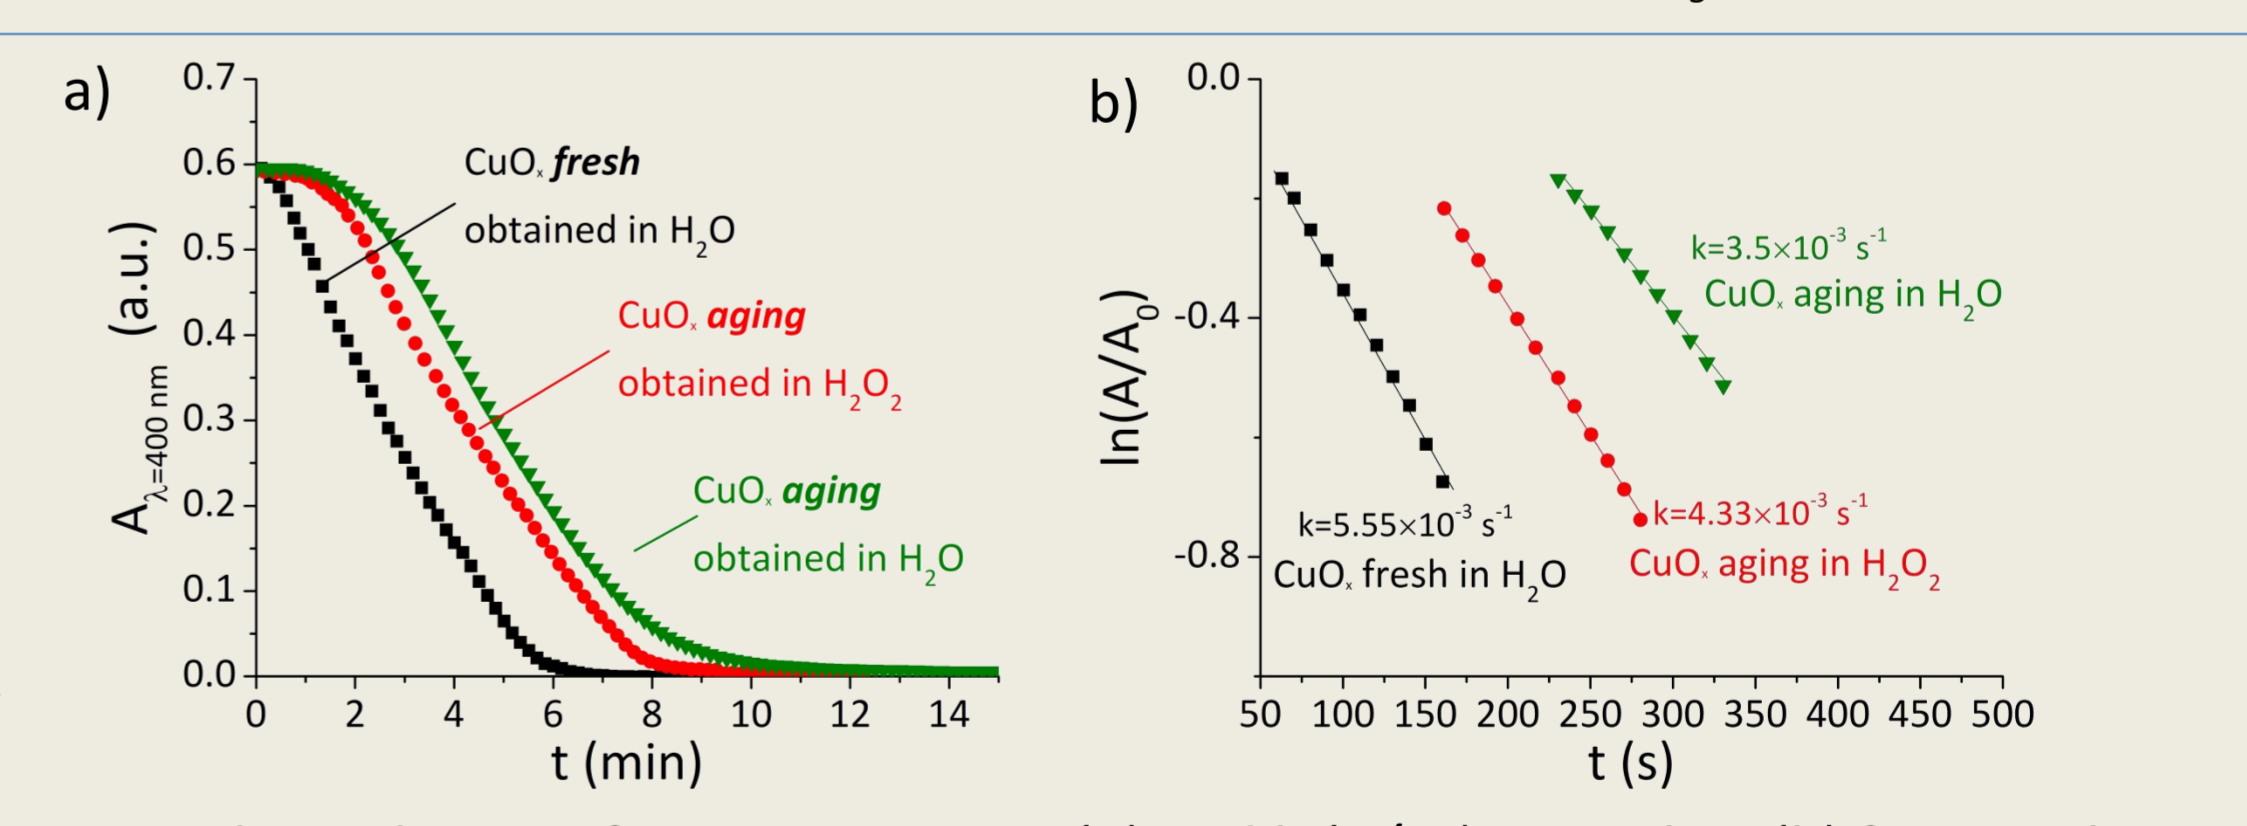 a)
0.7
0.6
0.5
0.4
0.3
0.2
0.1
0.0
A λ=400 nm (a.u.)
CuOₓ fresh
obtained in H₂O
CuOₓ aging
obtained in H₂O₂
CuOₓ aging
obtained in H₂O
0 2 4 6 8 10 12 14
t (min)
b)
0.0
-0.4
-0.8
ln(A/A₀)
k=3.5×10⁻³ s⁻¹
CuOₓ aging in H₂O
k=5.55×10⁻³ s⁻¹
CuOₓ fresh in H₂O
k=4.33×10⁻³ s⁻¹
CuOₓ aging in H₂O₂
50 100 150 200 250 300 350 400 450 500
t (s)